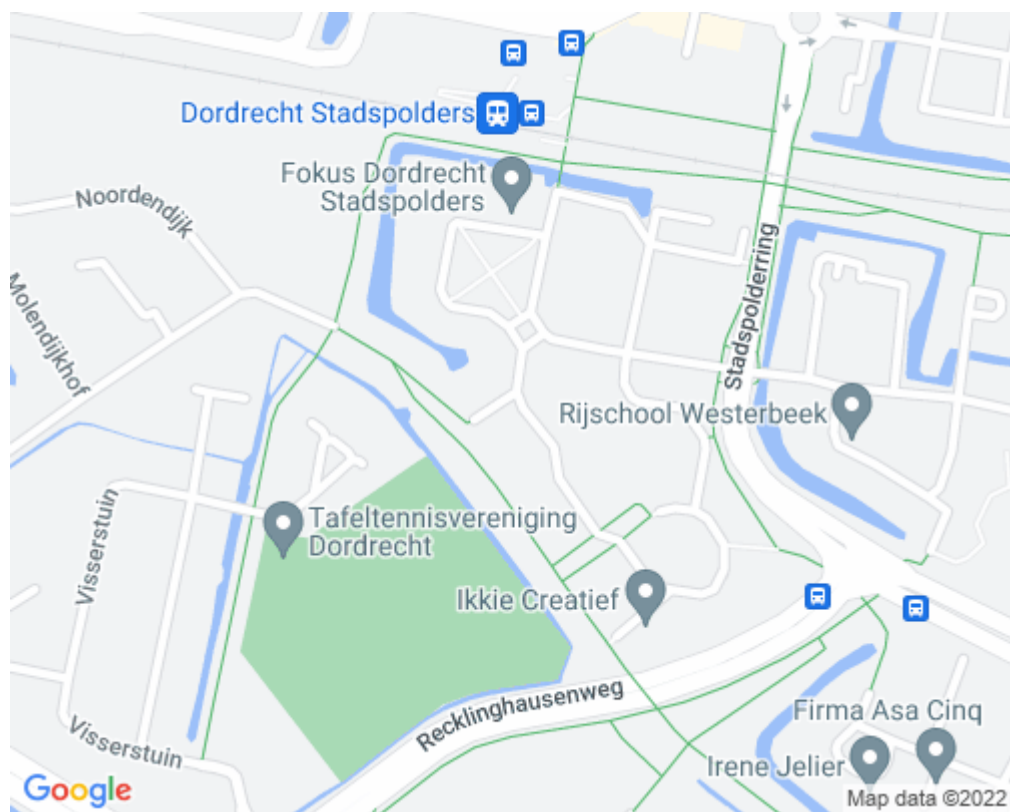 Dordrecht Stadspolders
Fokus Dordrecht
Stadspolders
Noordendijk
Molendijkhof
Stadspolderring
Rijschool Westerbeek
Visserstuin
Tafeltennisvereniging
Dordrecht
Ikkie Creatief
Recklinghausenweg
Visserstuin
Firma Asa Cinq
Irene Jelier
Google
Map data ©2022